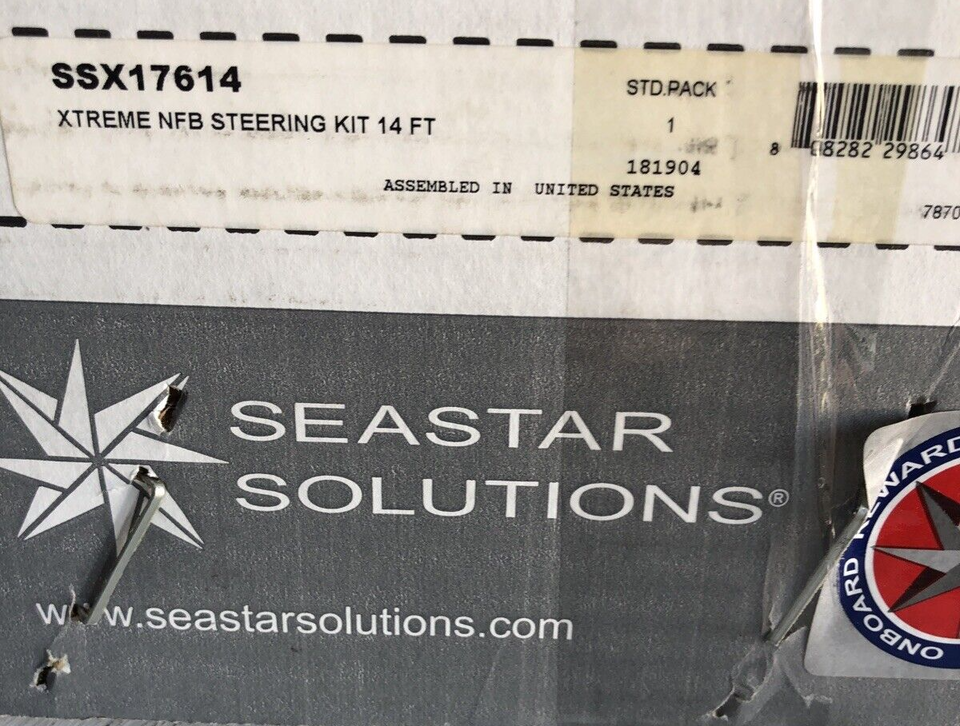 SSX17614
XTREME NFB STEERING KIT 14 FT
STD.PACK
1
181904
ASSEMBLED IN UNITED STATES
8 08282 29864
7870
SEASTAR
SOLUTIONS®
www.seastarsolutions.com
ONBOARD REWARD